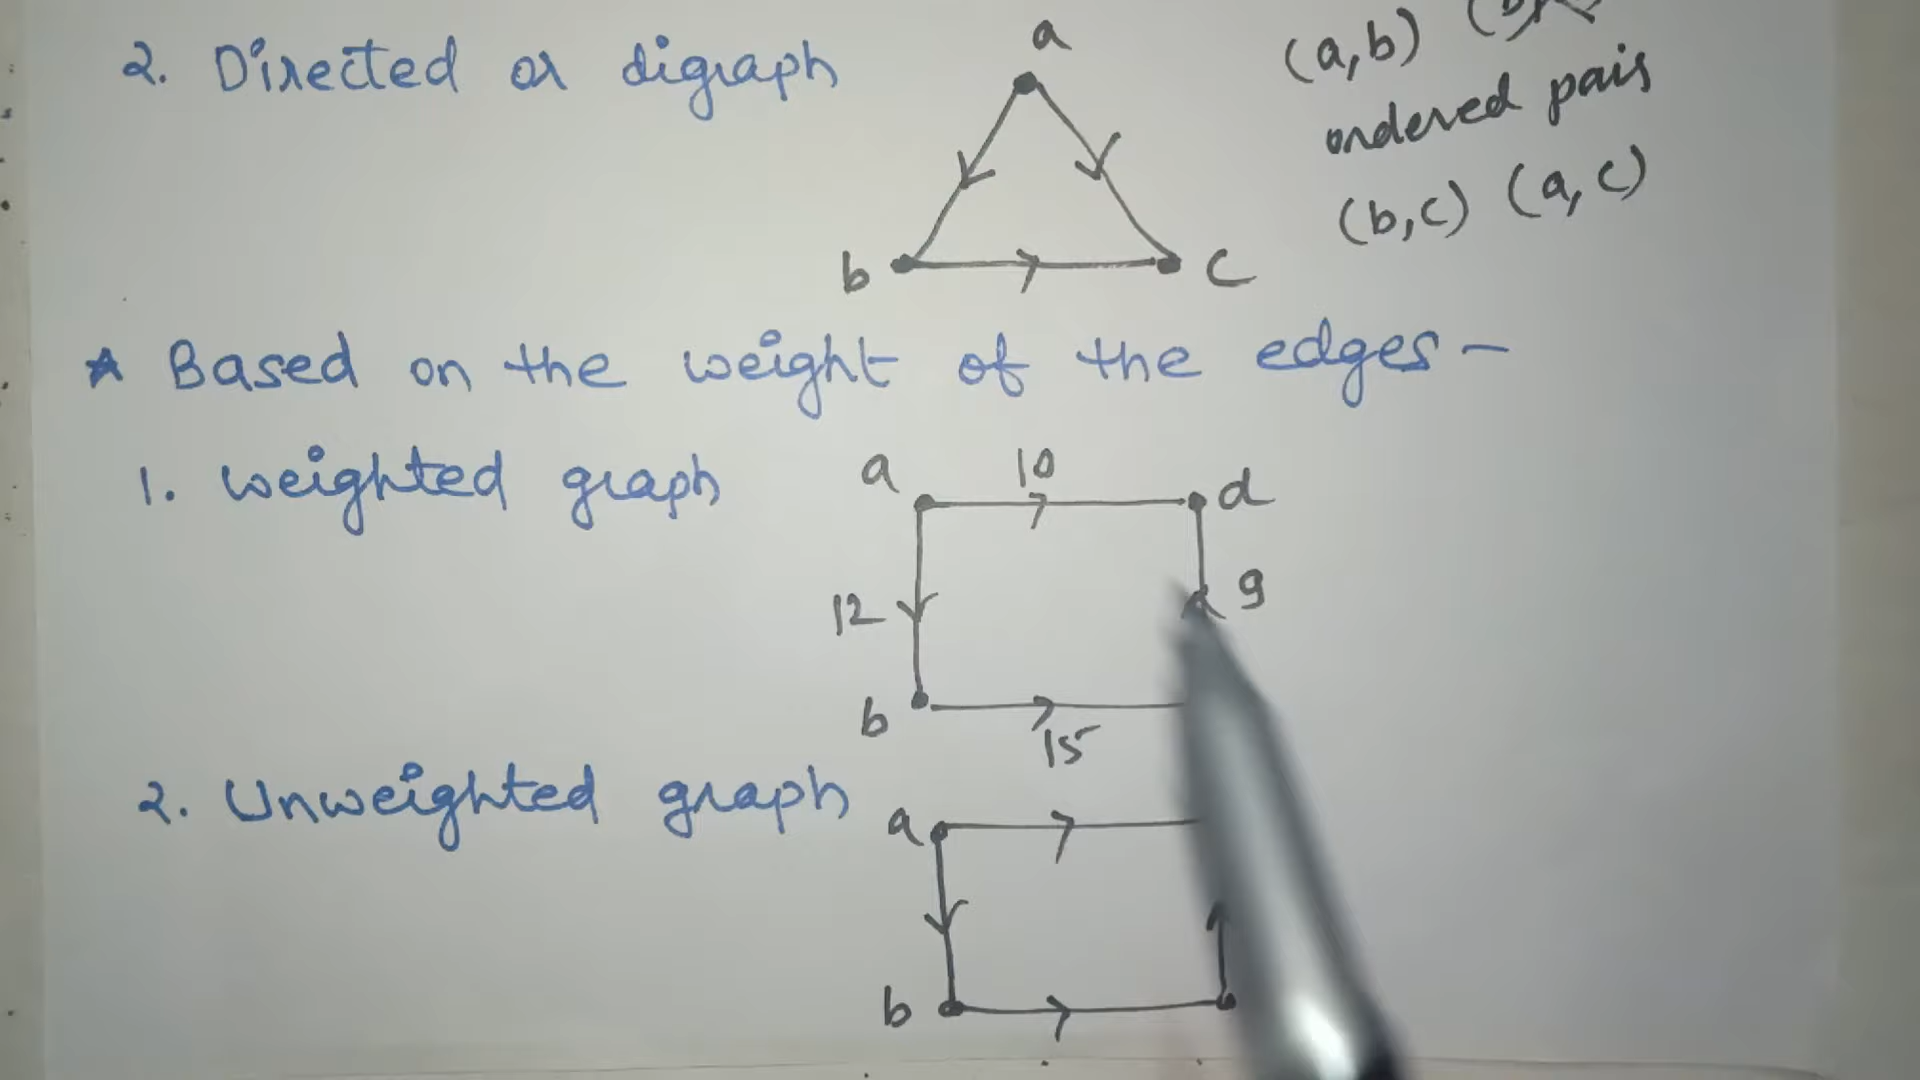 2. Directed or digraph
a
(a,b)
ordered pais
(b,c) (a, c)
b c
* Based on the weight of the edges -
1. weighted graph
a 10 d
12 9
b 15
2. Unweighted graph
a
b